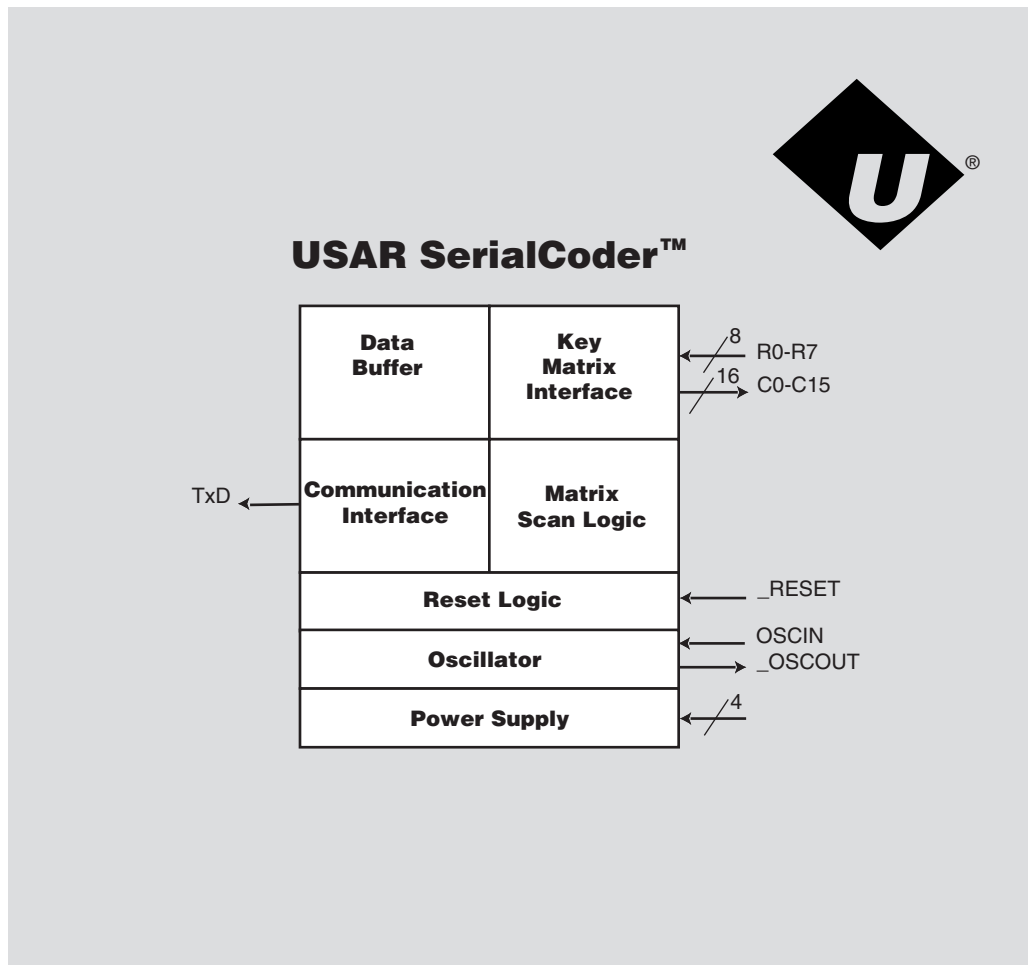 U®
USAR SerialCoder™
Data
Buffer
Key
Matrix
Interface
8
R0-R7
16
C0-C15
TxD
Communication
Interface
Matrix
Scan Logic
Reset Logic
_RESET
Oscillator
OSCIN
_OSCOUT
Power Supply
4